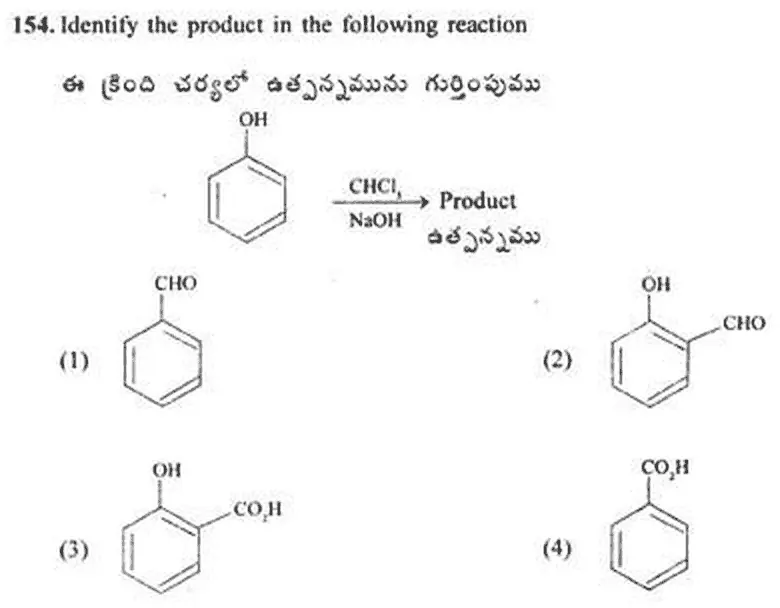 154. Identify the product in the following reaction
ఈ క్రింది చర్యలో ఉత్పన్నమును గుర్తింపుము
OH
CHCl₃
NaOH
Product
ఉత్పన్నము
CHO
(1)
OH
CHO
(2)
OH
CO₂H
(3)
CO₂H
(4)